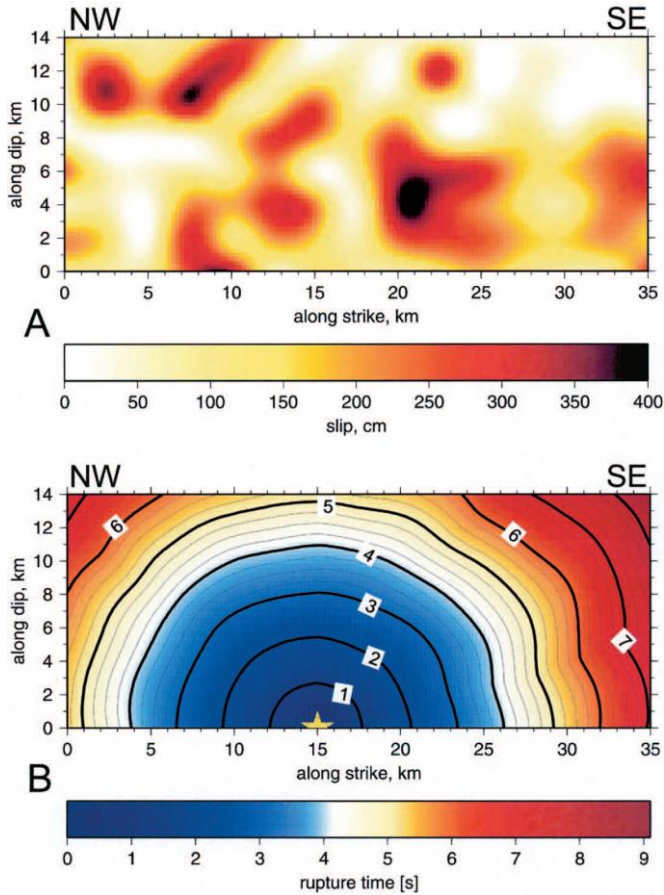 NW SE
14
12
10
8
6
4
2
0
along dip, km
0 5 10 15 20 25 30 35
along strike, km
A
0 50 100 150 200 250 300 350 400
slip, cm
NW SE
14
12
10
8
6
4
2
0
along dip, km
6 5 6
4
3
7
2
1
0 5 10 15 20 25 30 35
along strike, km
B
0 1 2 3 4 5 6 7 8 9
rupture time [s]